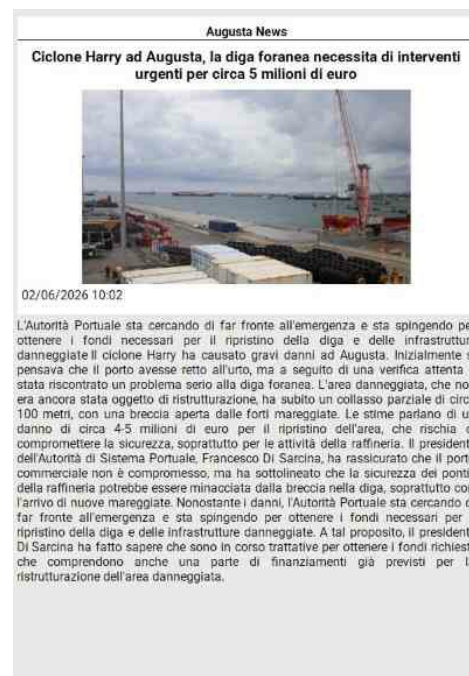 Augusta News
Ciclone Harry ad Augusta, la diga foranea necessita di interventi
urgenti per circa 5 milioni di euro
02/06/2026 10:02
L'Autorità Portuale sta cercando di far fronte all'emergenza e sta spingendo pe
ottenere i fondi necessari per il ripristino della diga e delle infrastruttur
danneggiate Il ciclone Harry ha causato gravi danni ad Augusta. Inizialmente s
pensava che il porto avesse retto all'urto, ma a seguito di una verifica attenta
stata riscontrato un problema serio alla diga foranea. L'area danneggiata, che no
era ancora stata oggetto di ristrutturazione, ha subito un collasso parziale di circ
100 metri, con una breccia aperta dalle forti mareggiate. Le stime parlano di u
danno di circa 4-5 milioni di euro per il ripristino dell'area, che rischia
compromettere la sicurezza, soprattutto per le attività della raffineria. Il president
dell'Autorità di Sistema Portuale, Francesco Di Sarcina, ha rassicurato che il port
commerciale non è compromesso, ma ha sottolineato che la sicurezza dei ponti
della raffineria potrebbe essere minacciata dalla breccia nella diga, soprattutto co
l'arrivo di nuove mareggiate. Nonostante i danni, l'Autorità Portuale sta cercando
far fronte all'emergenza e sta spingendo per ottenere i fondi necessari per
ripristino della diga e delle infrastrutture danneggiate. A tal proposito, il president
Di Sarcina ha fatto sapere che sono in corso trattative per ottenere i fondi richiest
che comprendono anche una parte di finanziamenti già previsti per l
ristrutturazione dell'area danneggiata.